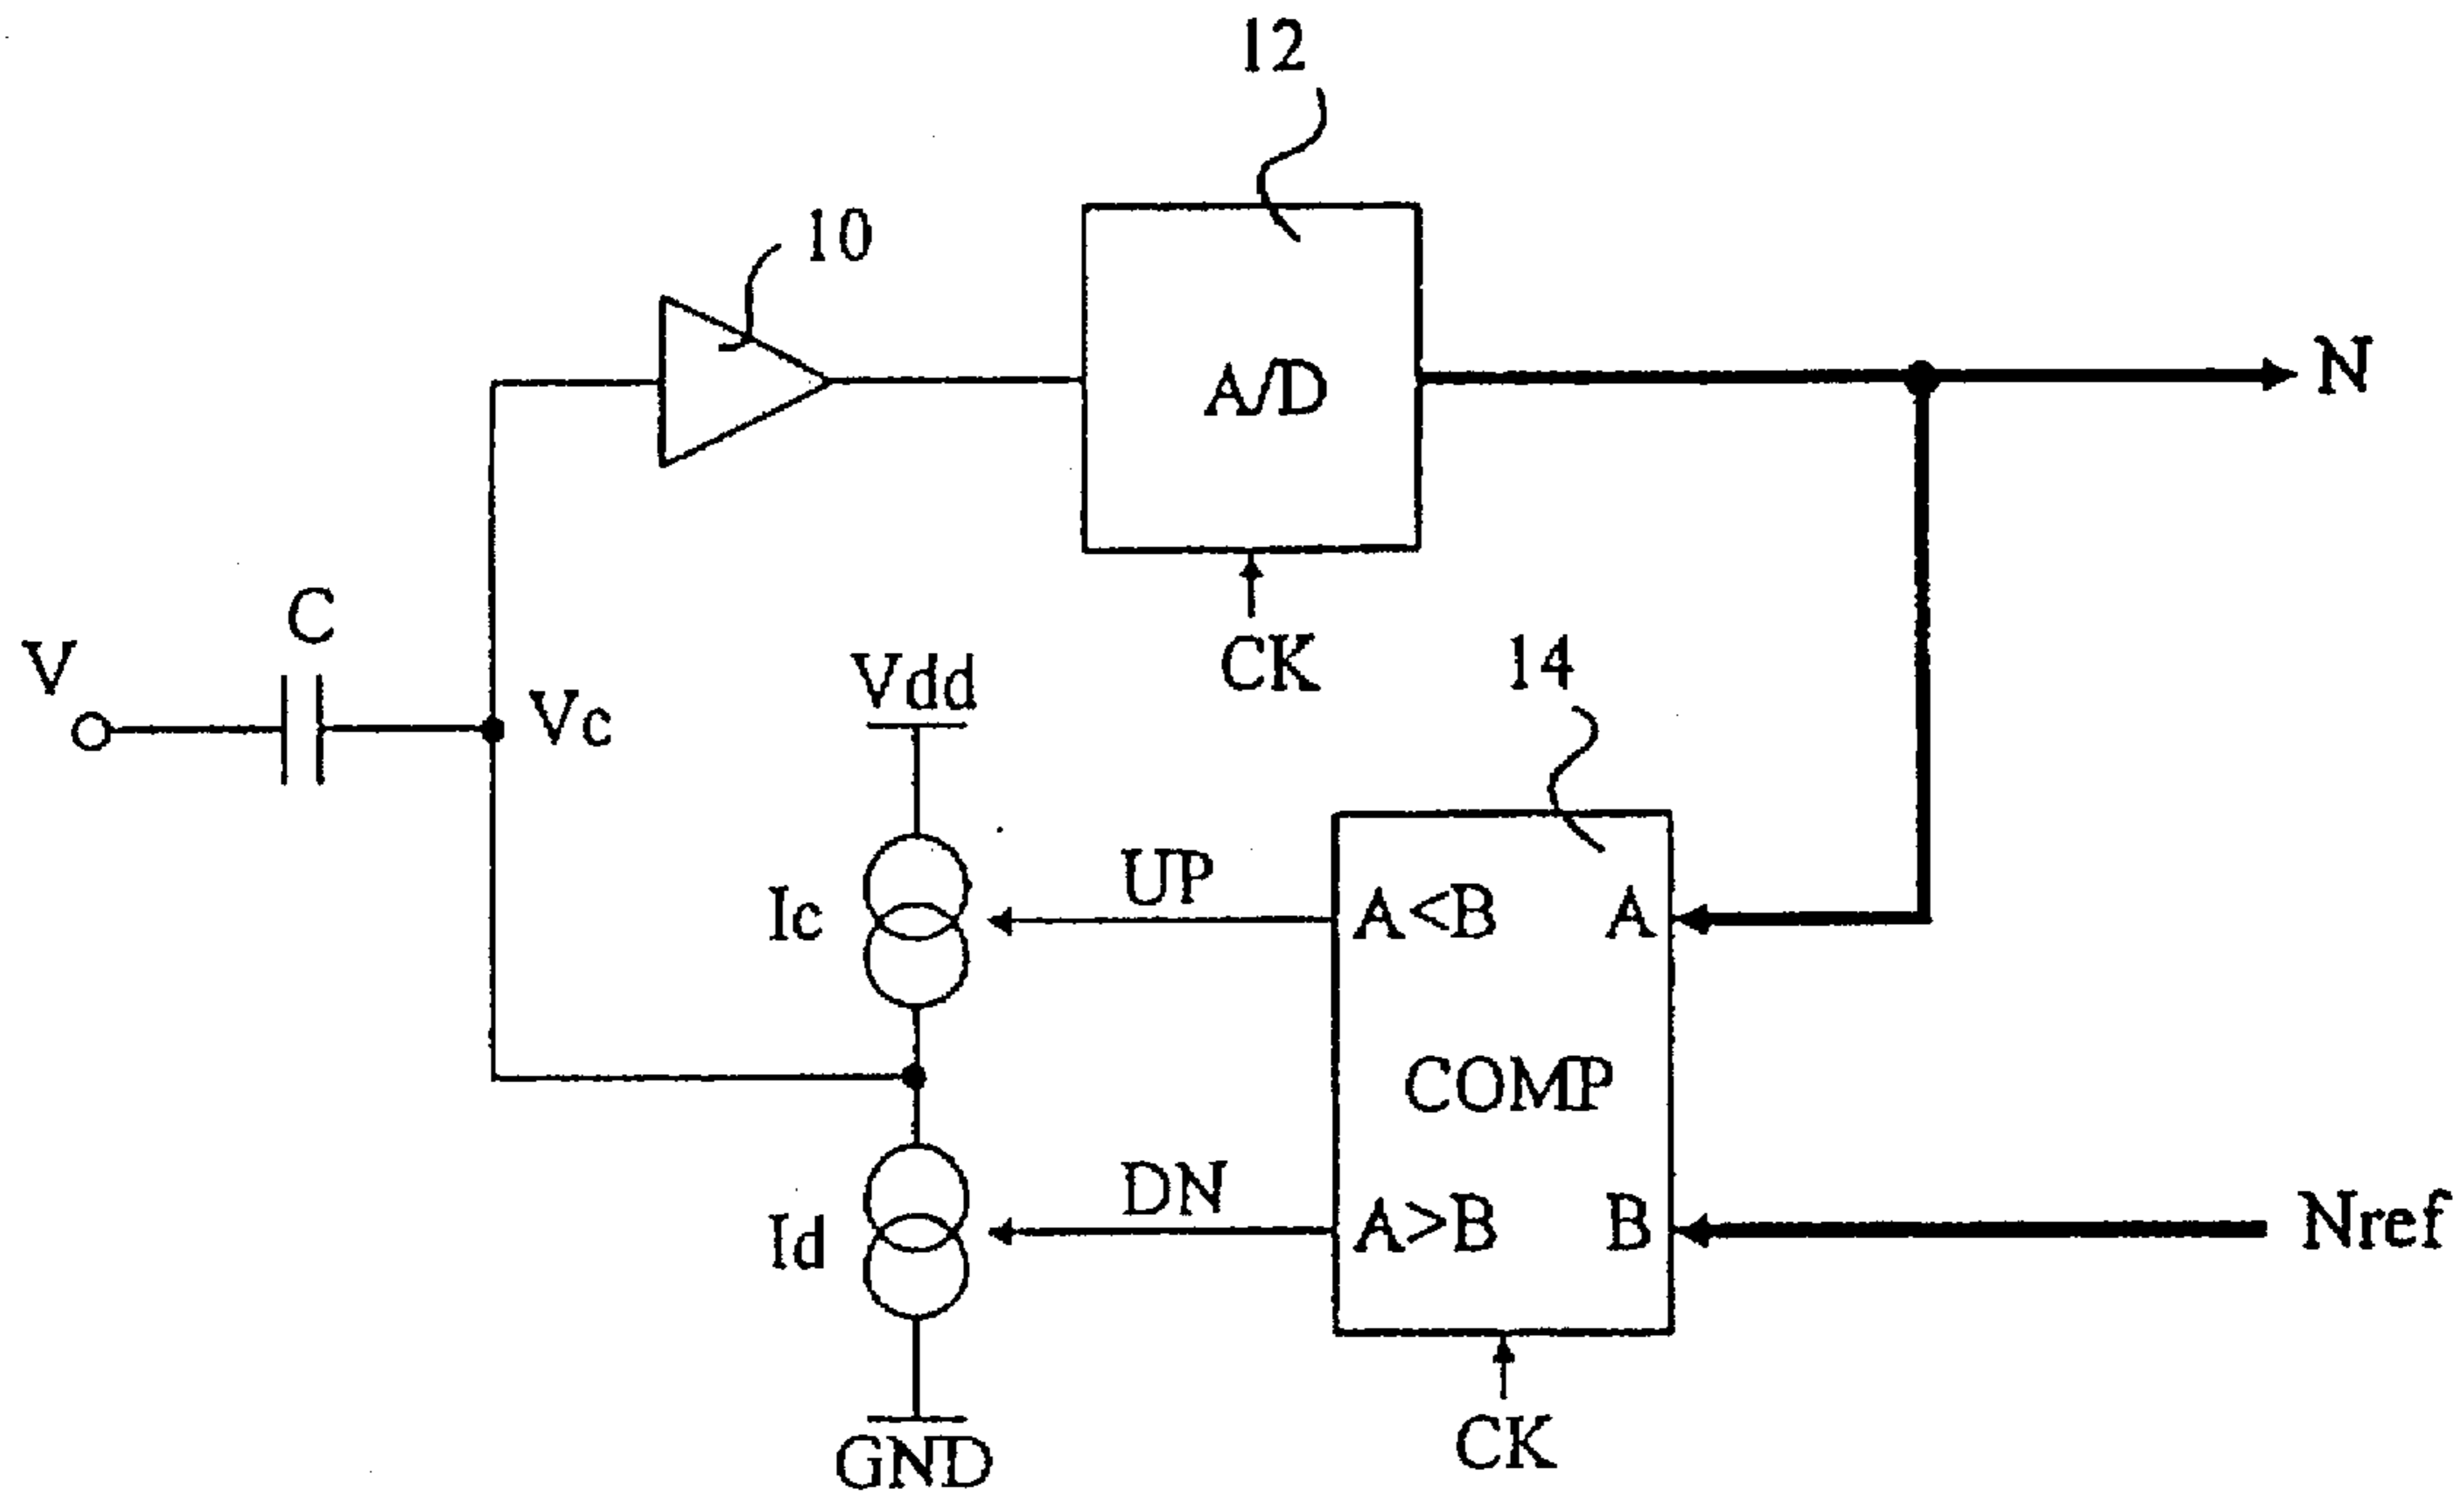 12
10
A/D
N
C
V
CK
14
Vdd
Vc
UP
Ic
A<B
A
COMP
DN
Id
A>B
B
Nref
CK
GND